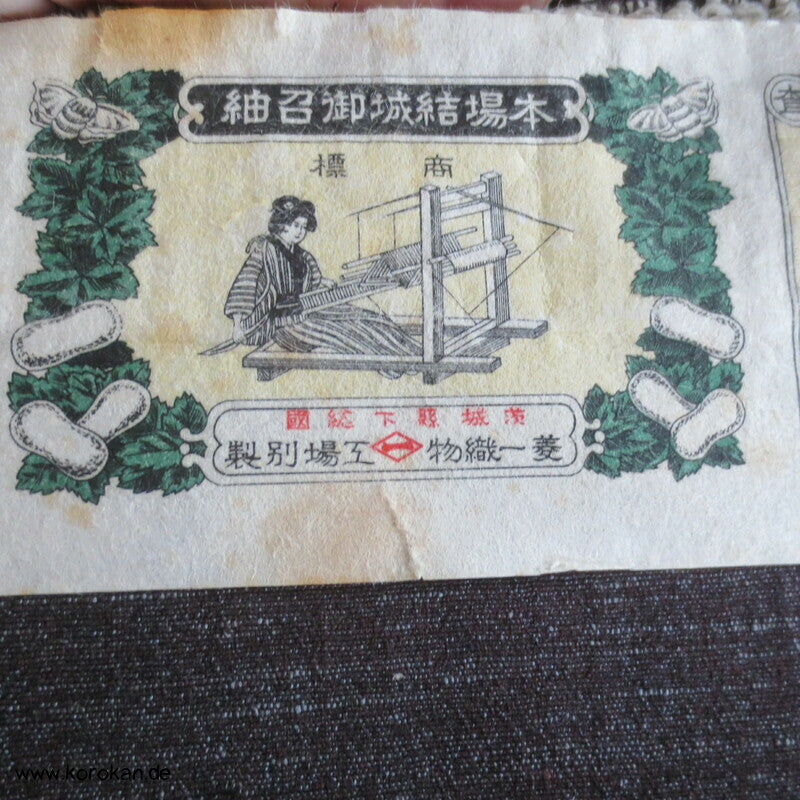 本場結城御召紬
商標
茨城縣下総國
菱一織物工場別製
www.korokan.de